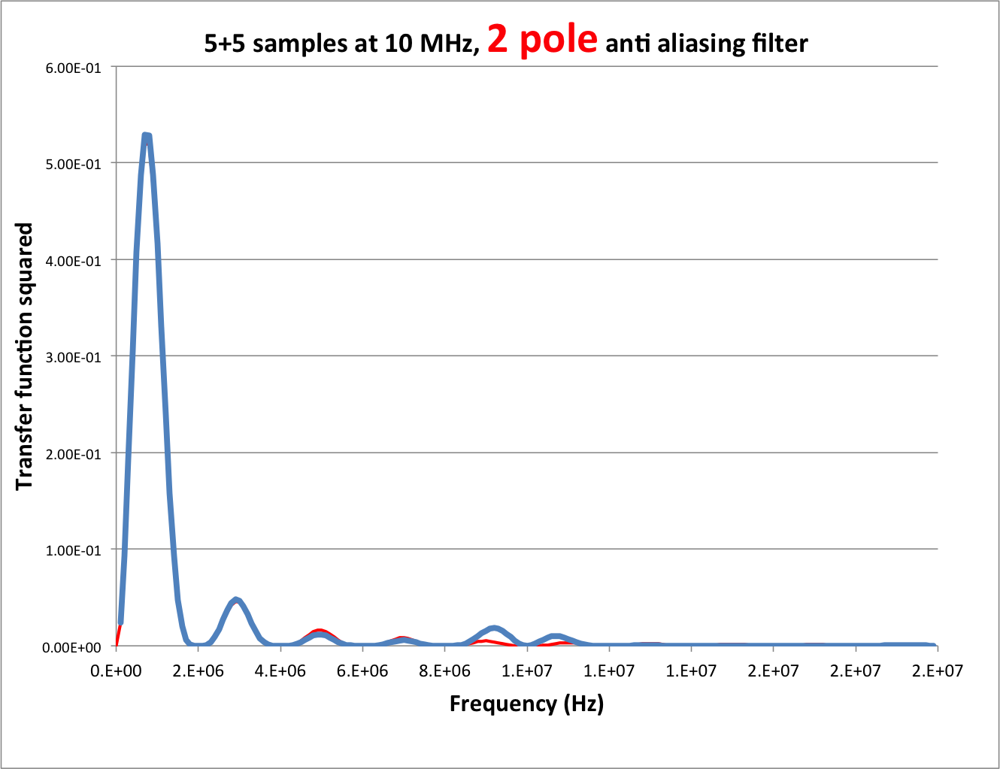 5+5 samples at 10 MHz, 2 pole anti aliasing filter
6.00E-01
5.00E-01
4.00E-01
3.00E-01
2.00E-01
1.00E-01
0.00E+00
Transfer function squared
0.E+00 2.E+06 4.E+06 6.E+06 8.E+06 1.E+07 1.E+07 1.E+07 2.E+07 2.E+07 2.E+07
Frequency (Hz)